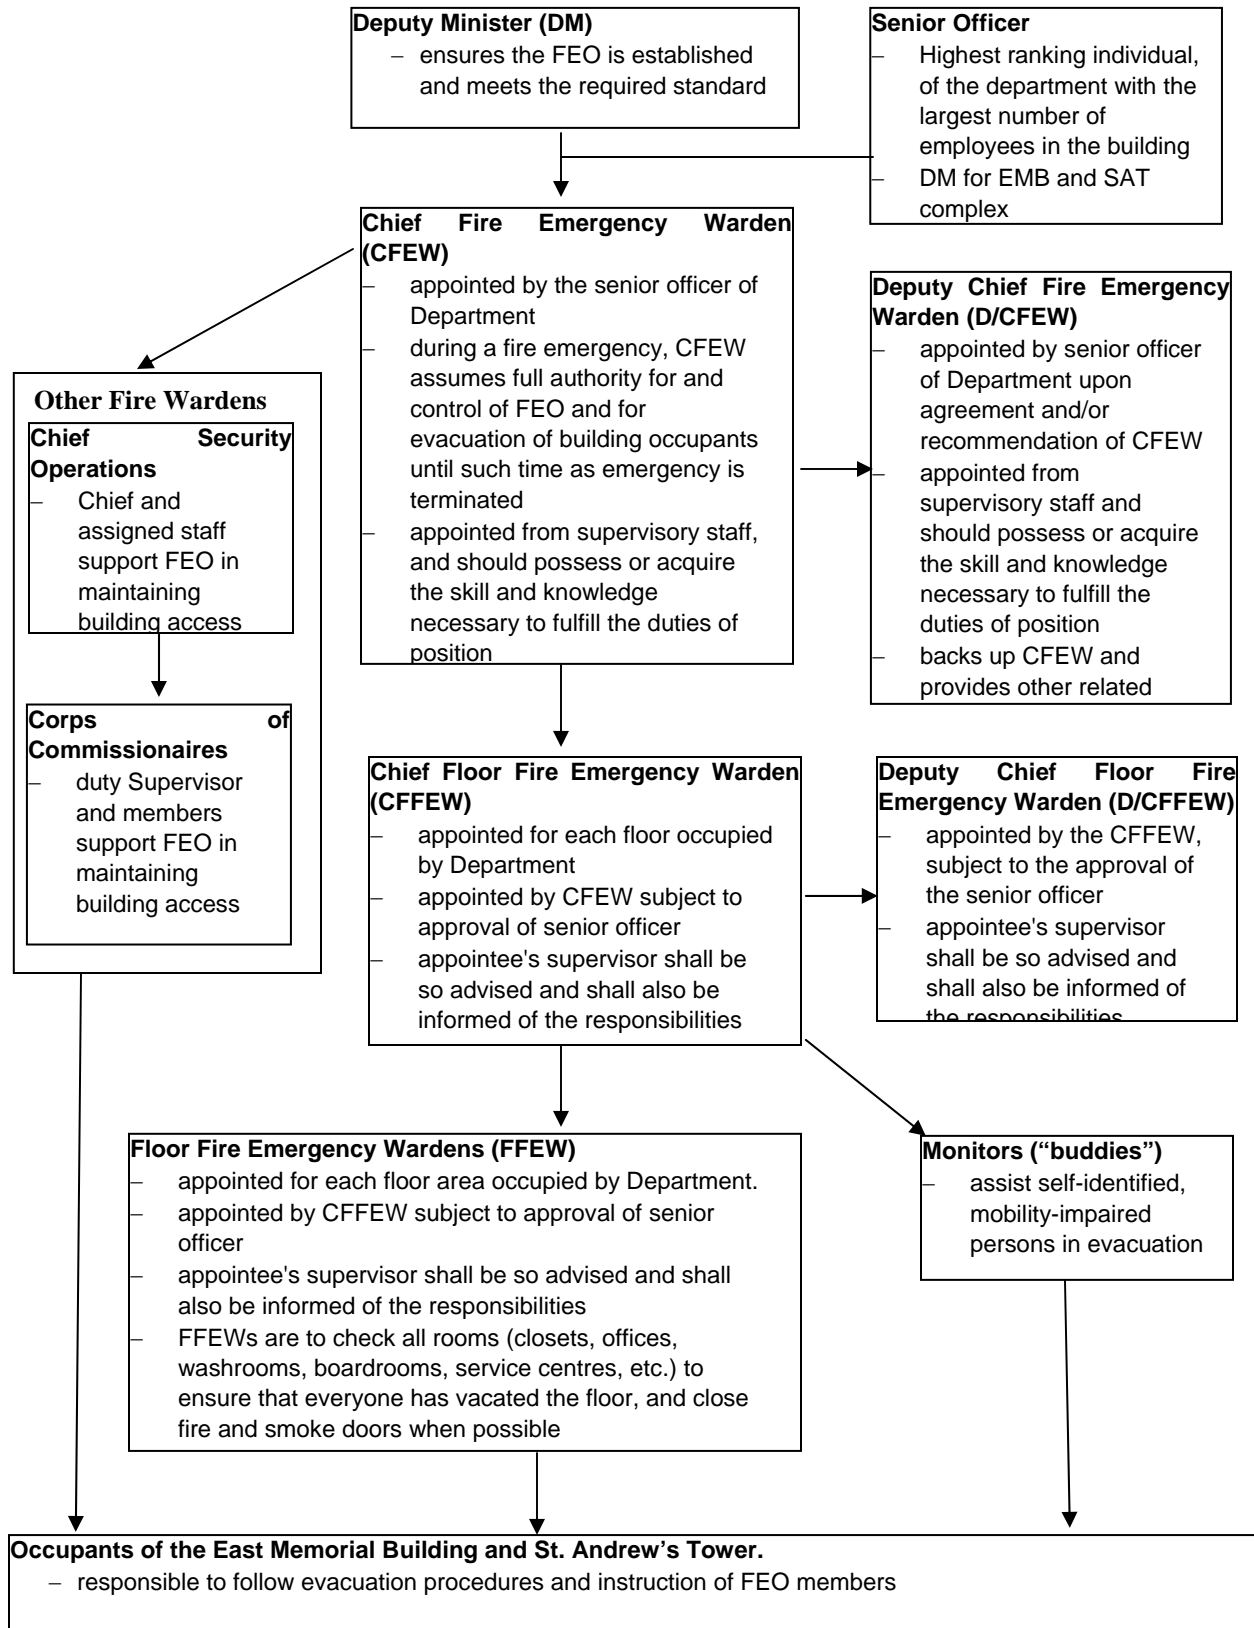 Deputy Minister (DM)
– ensures the FEO is established
and meets the required standard
Senior Officer
– Highest ranking individual,
of the department with the
largest number of
employees in the building
– DM for EMB and SAT
complex
Chief Fire Emergency Warden
(CFEW)
– appointed by the senior officer of
Department
– during a fire emergency, CFEW
assumes full authority for and
control of FEO and for
evacuation of building occupants
until such time as emergency is
terminated
– appointed from supervisory staff,
and should possess or acquire
the skill and knowledge
necessary to fulfill the duties of
position
Deputy Chief Fire Emergency
Warden (D/CFEW)
– appointed by senior officer
of Department upon
agreement and/or
recommendation of CFEW
– appointed from
supervisory staff and
should possess or acquire
the skill and knowledge
necessary to fulfill the
duties of position
– backs up CFEW and
provides other related
Other Fire Wardens
Chief Security
Operations
– Chief and
assigned staff
support FEO in
maintaining
building access
Corps of
Commissionaires
– duty Supervisor
and members
support FEO in
maintaining
building access
Chief Floor Fire Emergency Warden
(CFFEW)
– appointed for each floor occupied
by Department
– appointed by CFEW subject to
approval of senior officer
– appointee's supervisor shall be
so advised and shall also be
informed of the responsibilities
Deputy Chief Floor Fire
Emergency Warden (D/CFFEW)
– appointed by the CFFEW,
subject to the approval of
the senior officer
– appointee's supervisor
shall be so advised and
shall also be informed of
the responsibilities
Floor Fire Emergency Wardens (FFEW)
– appointed for each floor area occupied by Department.
– appointed by CFFEW subject to approval of senior
officer
– appointee's supervisor shall be so advised and shall
also be informed of the responsibilities
– FFEWs are to check all rooms (closets, offices,
washrooms, boardrooms, service centres, etc.) to
ensure that everyone has vacated the floor, and close
fire and smoke doors when possible
Monitors (“buddies”)
– assist self-identified,
mobility-impaired
persons in evacuation
Occupants of the East Memorial Building and St. Andrew’s Tower.
– responsible to follow evacuation procedures and instruction of FEO members